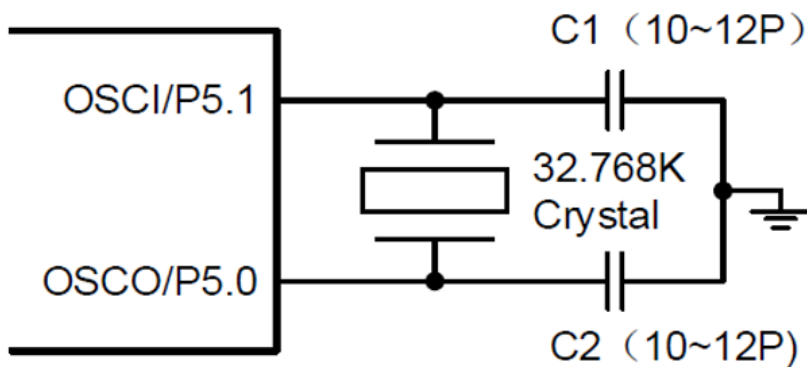 C1（10~12P）
OSCI/P5.1
32.768K
Crystal
OSCO/P5.0
C2（10~12P)